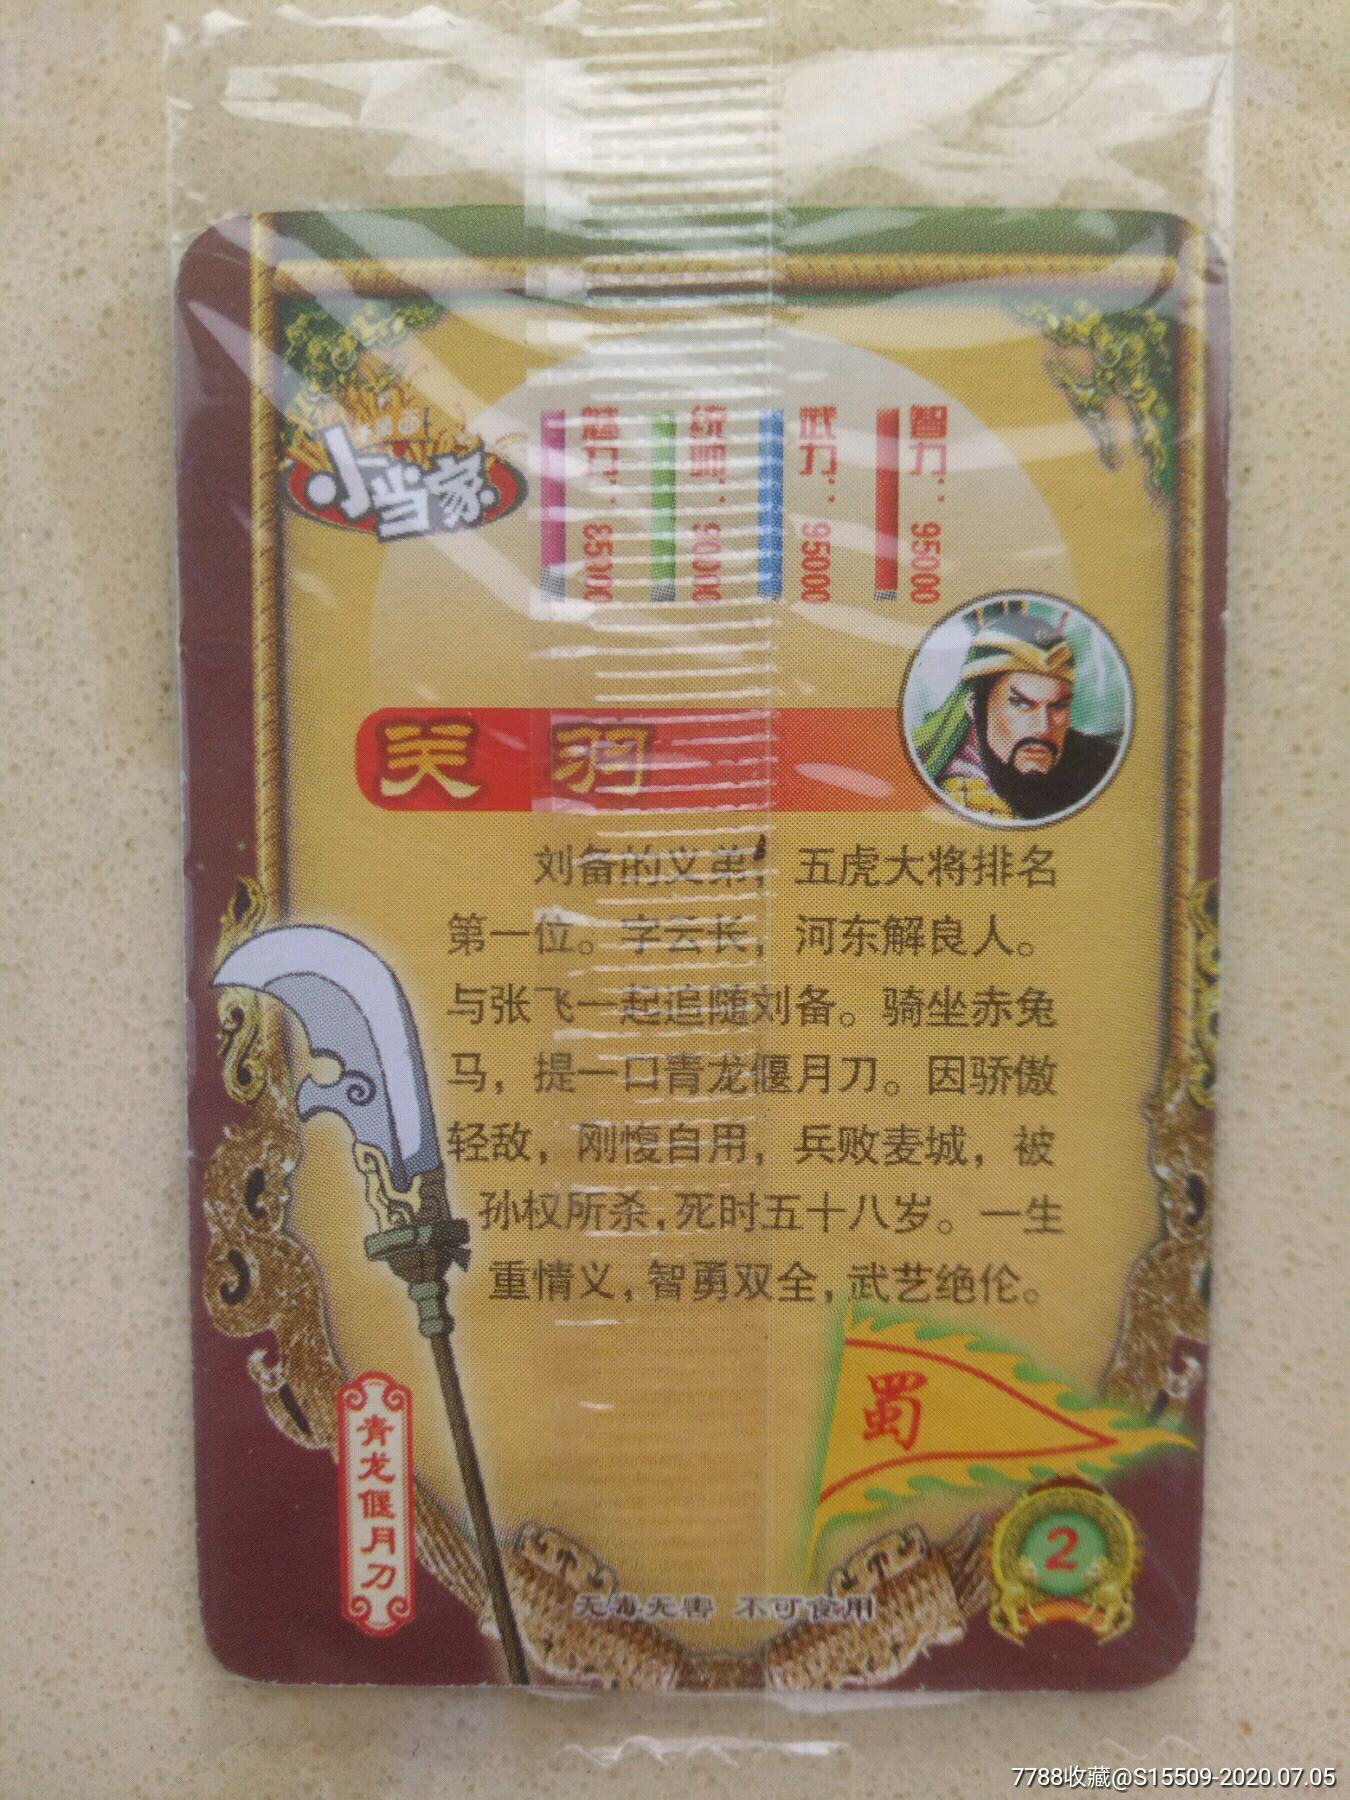 小当家
智力：95000
武力：95000
统帅：90000
魅力：85000
关羽
刘备的义弟，五虎大将排名
第一位。字云长，河东解良人。
与张飞一起追随刘备。骑坐赤兔
马，提一口青龙偃月刀。因骄傲
轻敌，刚愎自用，兵败麦城，被
孙权所杀，死时五十八岁。一生
重情义，智勇双全，武艺绝伦。
蜀
2
青龙偃月刀
无毒无害 不可食用
7788收藏@S15509-2020.07.05